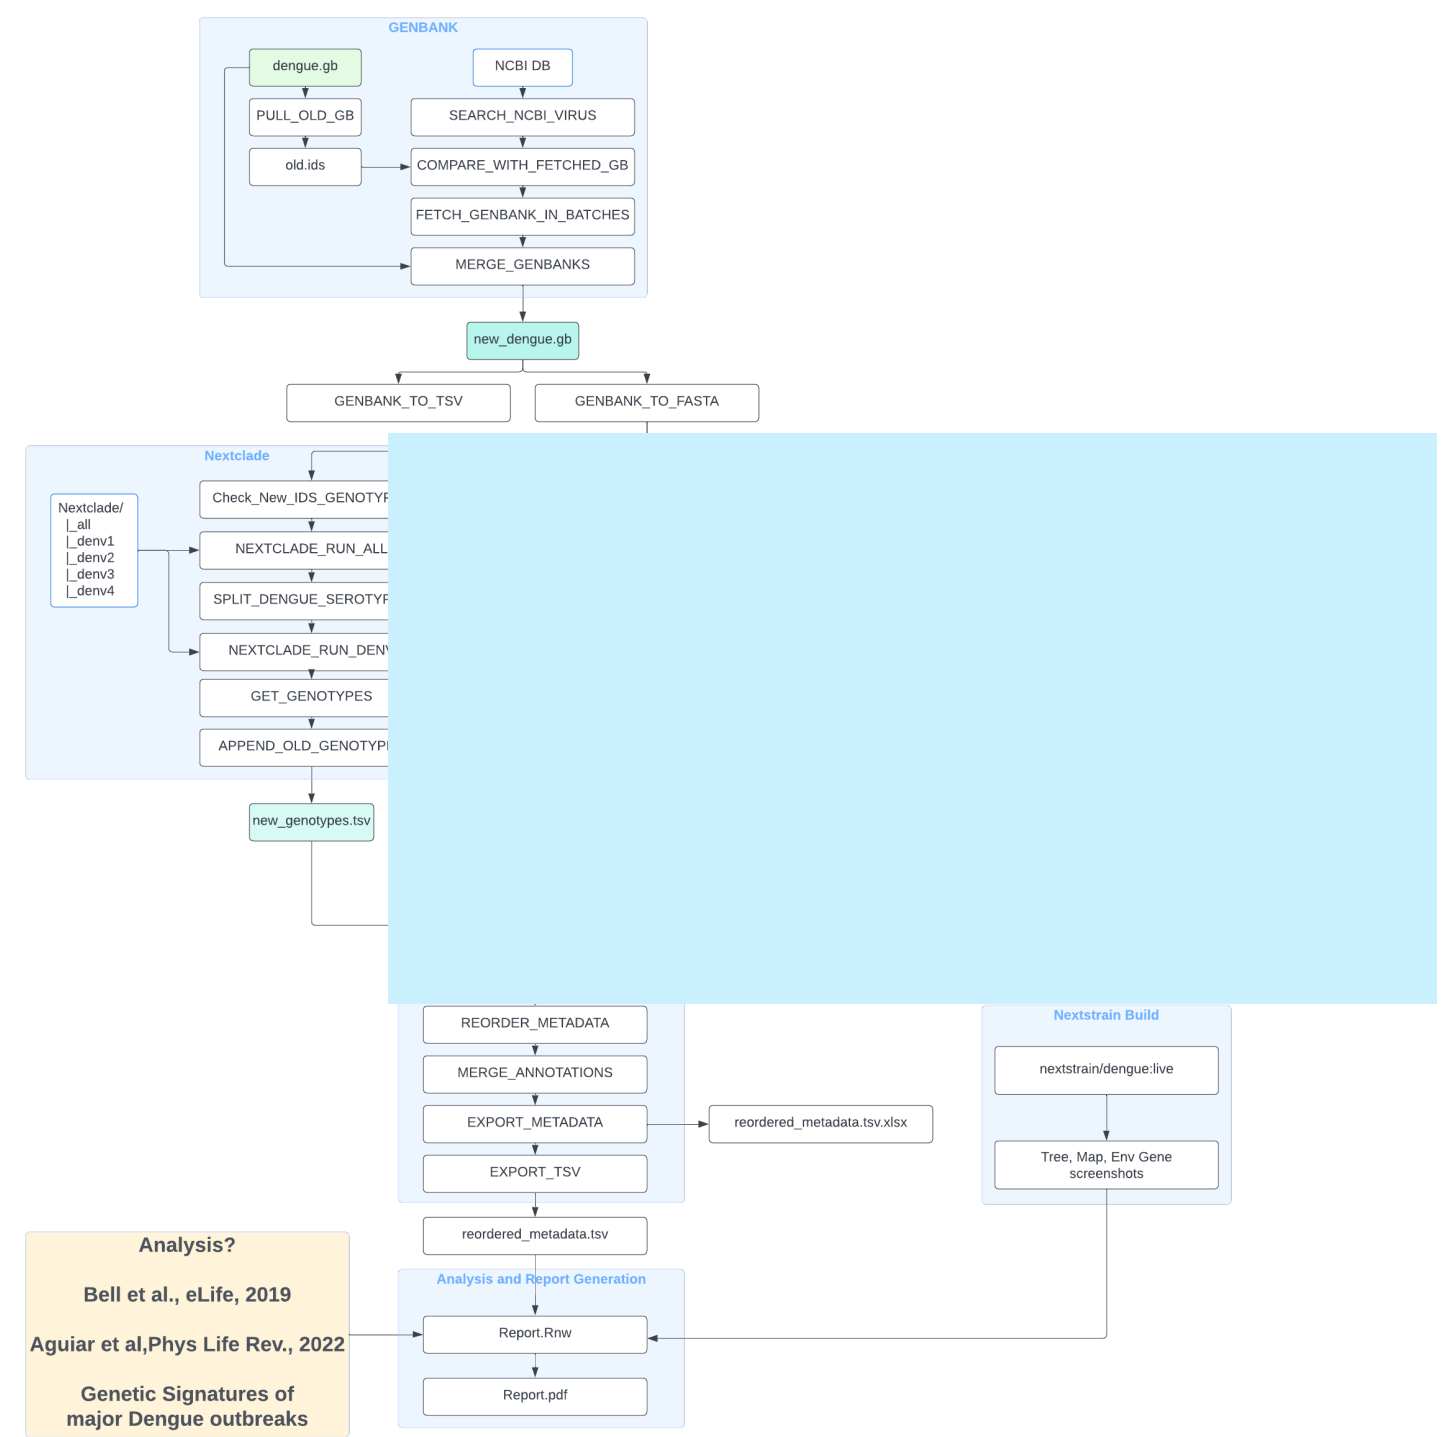 GENBANK
dengue.gb
NCBI DB
PULL_OLD_GB
SEARCH_NCBI_VIRUS
old.ids
COMPARE_WITH_FETCHED_GB
FETCH_GENBANK_IN_BATCHES
MERGE_GENBANKS
new_dengue.gb
GENBANK_TO_TSV
GENBANK_TO_FASTA
Nextclade
Nextclade/
|_all
|_denv1
|_denv2
|_denv3
|_denv4
NEXTCLADE_RUN_ALL
GET_GENOTYPES
new_genotypes.tsv
REORDER_METADATA
MERGE_ANNOTATIONS
EXPORT_METADATA
reordered_metadata.tsv.xlsx
EXPORT_TSV
reordered_metadata.tsv
Nextstrain Build
nextstrain/dengue:live
Tree, Map, Env Gene
screenshots
Analysis?
Bell et al., eLife, 2019
Aguiar et al,Phys Life Rev., 2022
Genetic Signatures of
major Dengue outbreaks
Analysis and Report Generation
Report.Rnw
Report.pdf